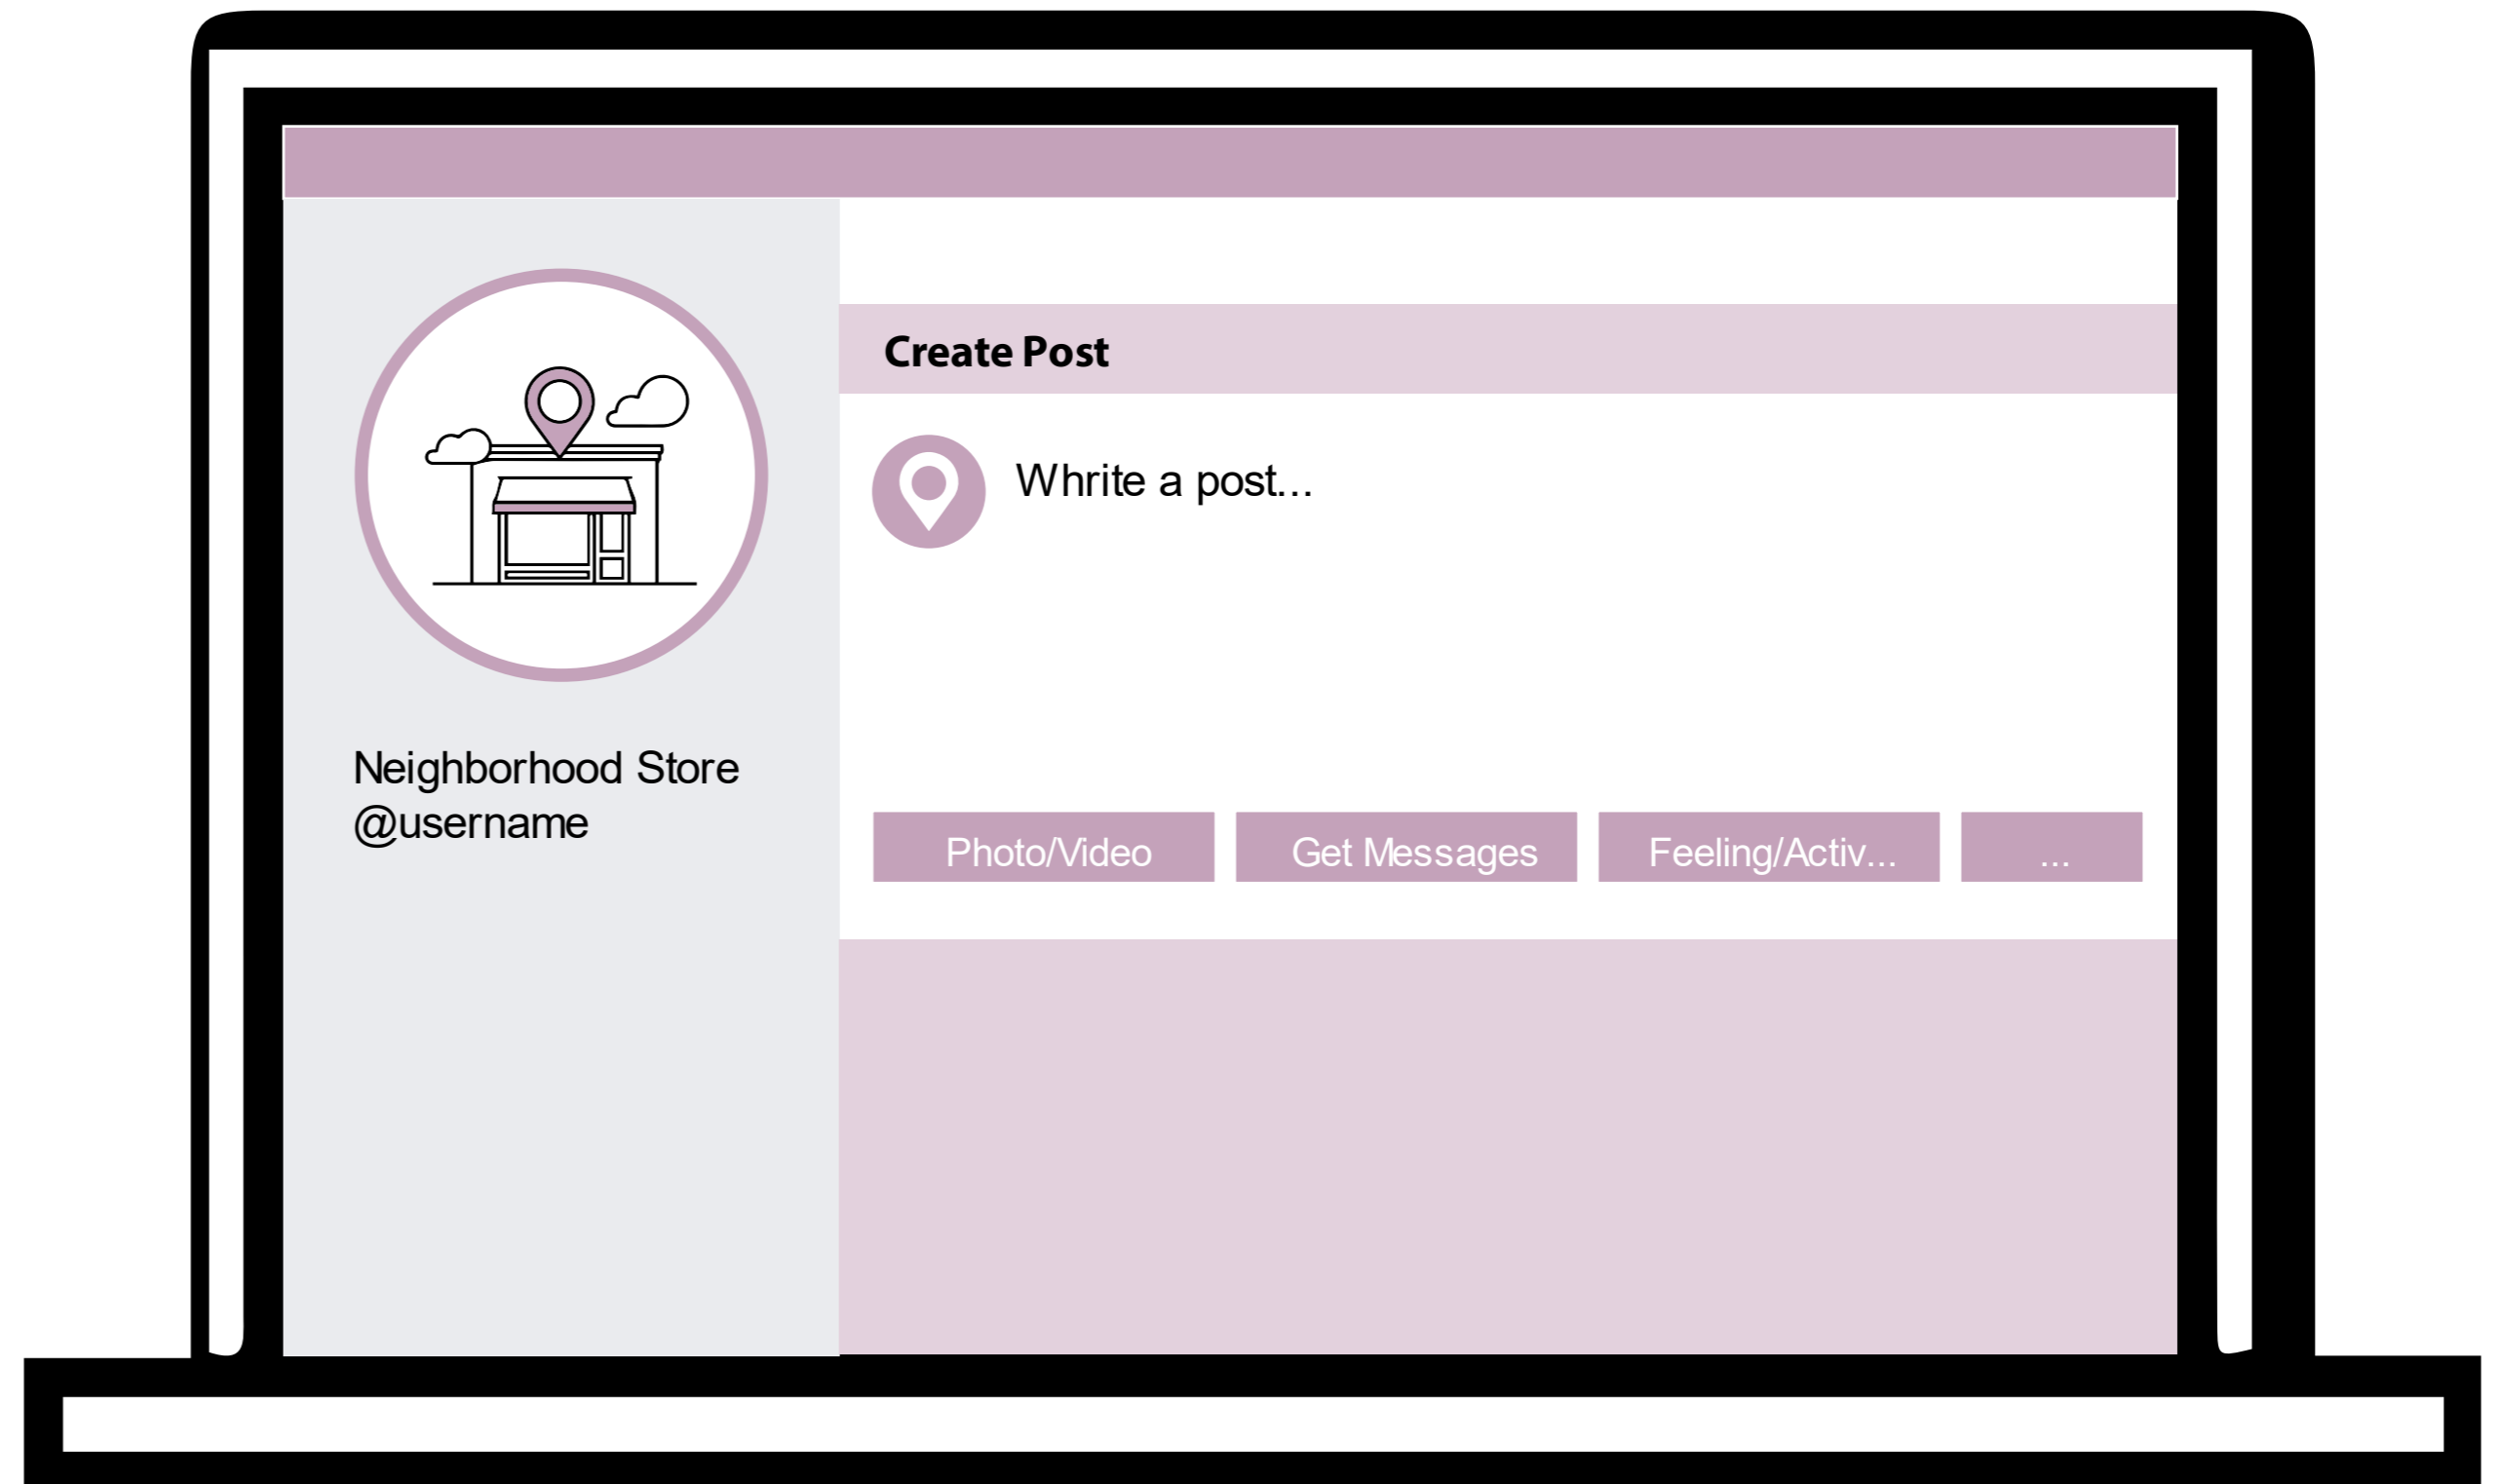 Create Post
Whrite a post...
Neighborhood Store
@username
Photo/Video
Get Messages
Feeling/Activ...
...